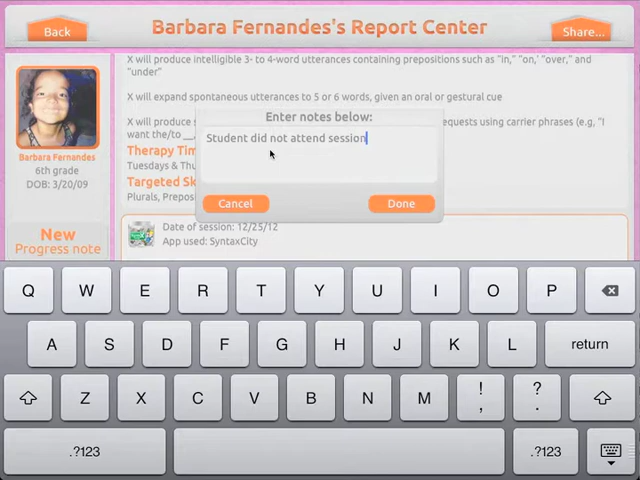 Back
Barbara Fernandes's Report Center
Share...
X will produce intelligible 3- to 4-word utterances containing prepositions such as "in," "on,' "over," and
"under"
X will expand spontaneous utterances to 5 or 6 words, given an oral or gestural cue
X will produce
requests using carrier phrases (e.g, "I
want the/to
Enter notes below:
Student did not attend session
Cancel
Done
Barbara Fernandes
6th grade
DOB: 3/20/09
New
Progress note
Therapy Tim
Tuesdays & Thu
Targeted Sk
Plurals, Prepos
Date of session: 12/25/12
App used: SyntaxCity
Q W E R T Y U I O P
A S D F G H J K L return
Z X C V B N M ! , ? .
.?123 .?123